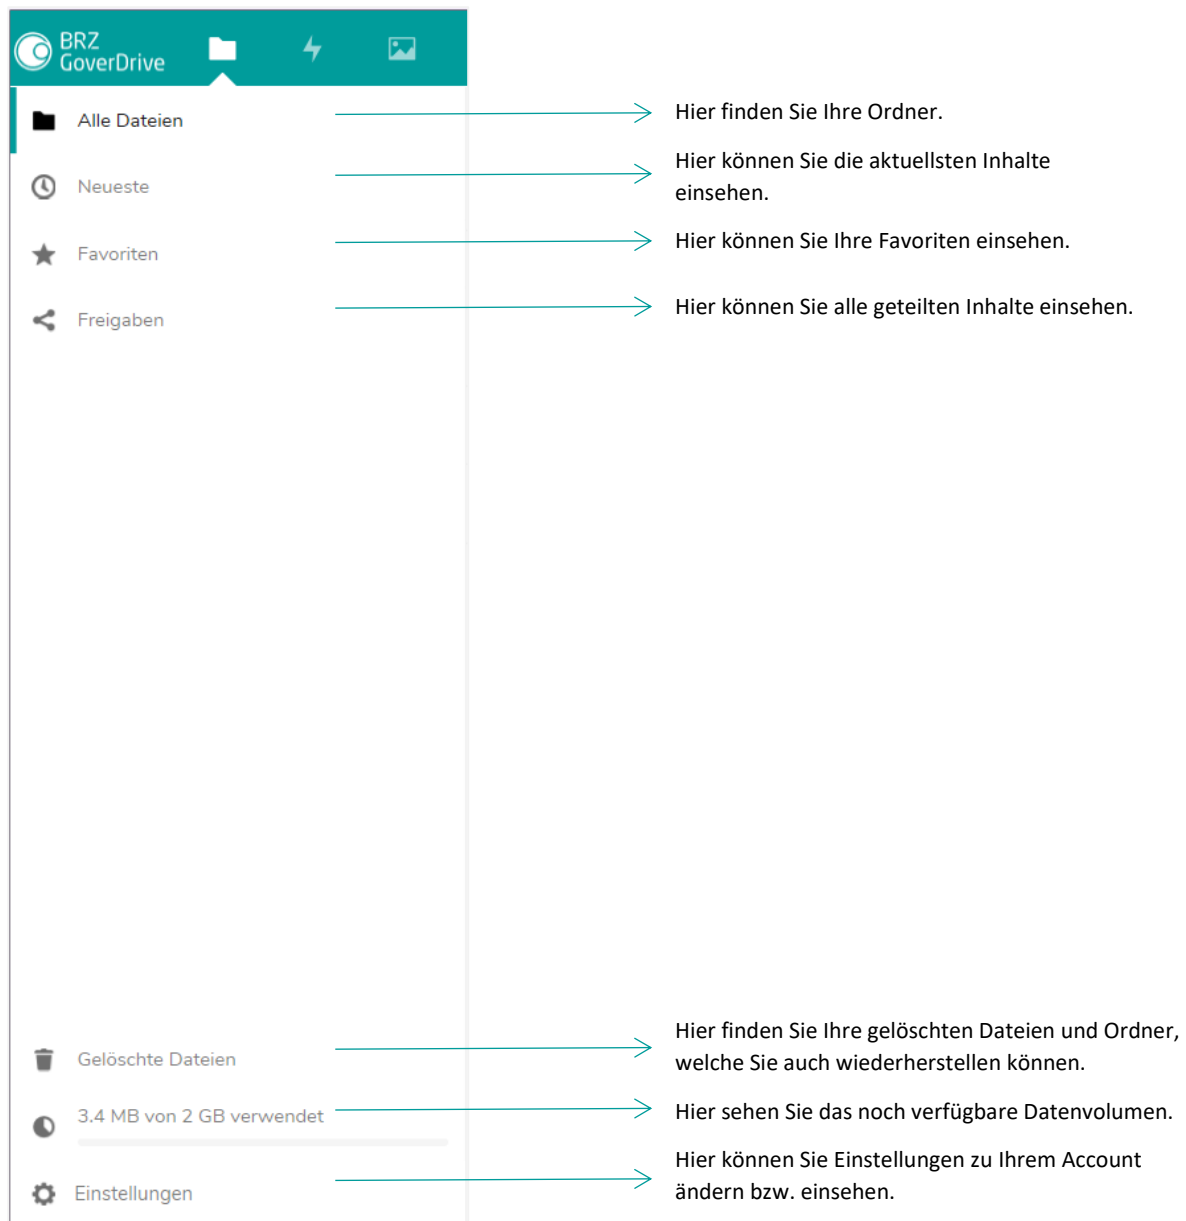 BRZ
GoverDrive
Alle Dateien
Hier finden Sie Ihre Ordner.
Neueste
Hier können Sie die aktuellsten Inhalte
einsehen.
Favoriten
Hier können Sie Ihre Favoriten einsehen.
Freigaben
Hier können Sie alle geteilten Inhalte einsehen.
Gelöschte Dateien
Hier finden Sie Ihre gelöschten Dateien und Ordner,
welche Sie auch wiederherstellen können.
3.4 MB von 2 GB verwendet
Hier sehen Sie das noch verfügbare Datenvolumen.
Einstellungen
Hier können Sie Einstellungen zu Ihrem Account
ändern bzw. einsehen.